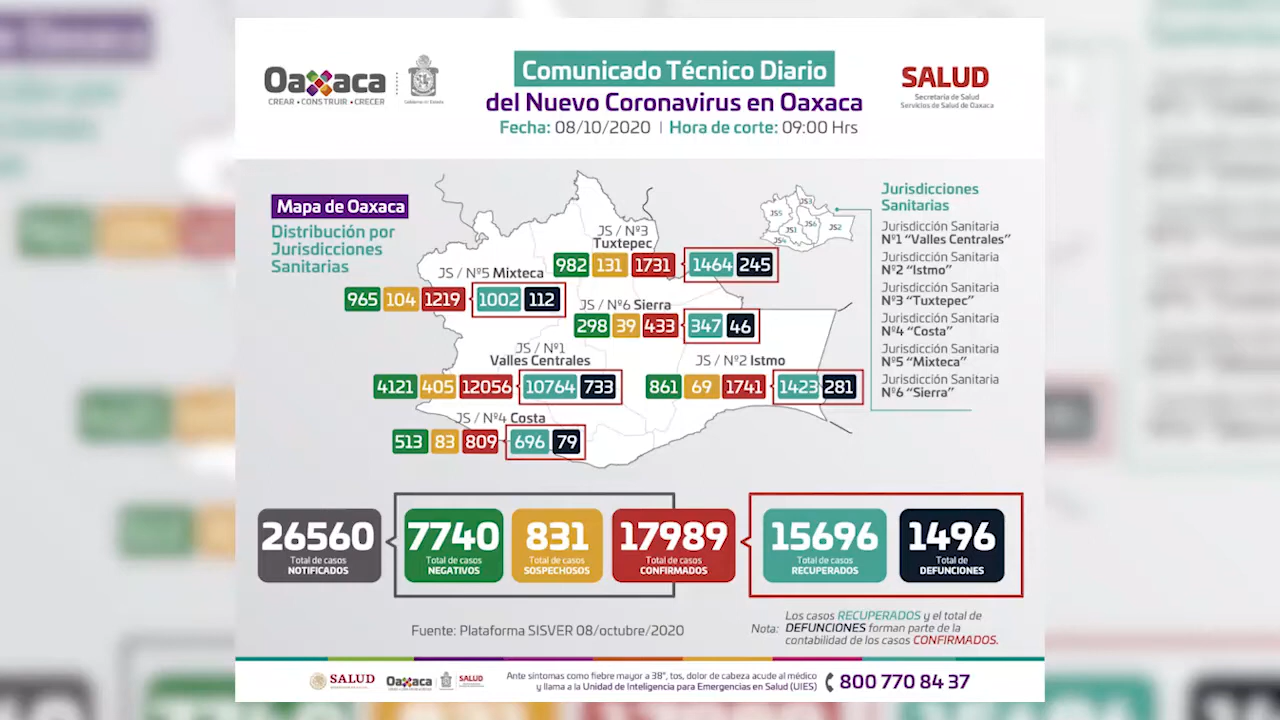 Oaxaca
CREAR • CONSTRUIR • CRECER
Comunicado Técnico Diario
del Nuevo Coronavirus en Oaxaca
Fecha: 08/10/2020 | Hora de corte: 09:00 Hrs
SALUD
Secretaría de Salud
Servicios de Salud de Oaxaca
Mapa de Oaxaca
Distribución por
Jurisdicciones
Sanitarias
JS / Nº3
Tuxtepec
982 131 1731 1464 245
JS / Nº5 Mixteca
965 104 1219 1002 112
JS / Nº6 Sierra
298 39 433 347 46
JS / Nº1
Valles Centrales
4121 405 12056 10764 733
JS / Nº2 Istmo
861 69 1741 1423 281
JS / Nº4 Costa
513 83 809 696 79
JS3
JS5
JS6
JS1
JS2
JS4
Jurisdicciones
Sanitarias
Jurisdicción Sanitaria
Nº1 “Valles Centrales”
Jurisdicción Sanitaria
Nº2 “Istmo”
Jurisdicción Sanitaria
Nº3 “Tuxtepec”
Jurisdicción Sanitaria
Nº4 “Costa”
Jurisdicción Sanitaria
Nº5 “Mixteca”
Jurisdicción Sanitaria
Nº6 “Sierra”
26560
Total de casos
NOTIFICADOS
7740
Total de casos
NEGATIVOS
831
Total de casos
SOSPECHOSOS
17989
Total de casos
CONFIRMADOS
15696
Total de casos
RECUPERADOS
1496
Total de
DEFUNCIONES
Fuente: Plataforma SISVER 08/octubre/2020
Los casos RECUPERADOS y el total de
Nota: DEFUNCIONES forman parte de la
contabilidad de los casos CONFIRMADOS.
SALUD
Oaxaca
SALUD
Ante síntomas como fiebre mayor a 38°, tos, dolor de cabeza acude al médico
y llama a la Unidad de Inteligencia para Emergencias en Salud (UIES)
800 770 84 37